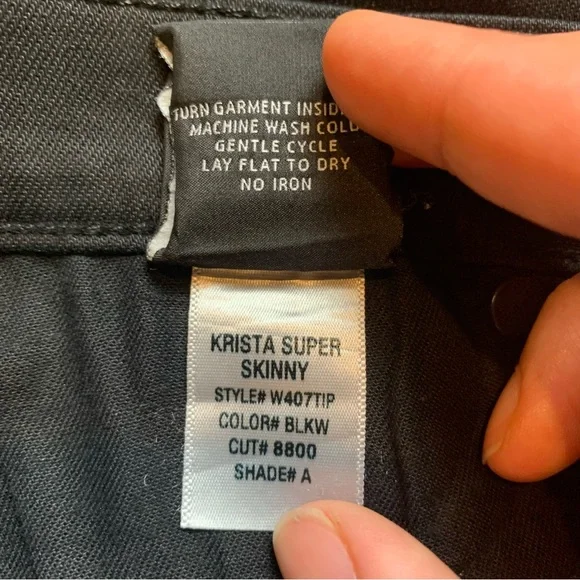 TURN GARMENT INSIDE
MACHINE WASH COLD
GENTLE CYCLE
LAY FLAT TO DRY
NO IRON
KRISTA SUPER
SKINNY
STYLE# W407TIP
COLOR# BLKW
CUT# 8800
SHADE# A